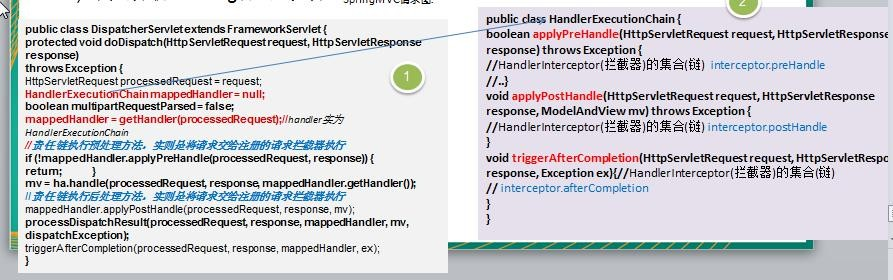 SpringMVC请求图:
public class DispatcherServlet extends FrameworkServlet {
protected void doDispatch(HttpServletRequest request, HttpServletResponse
response)
throws Exception {
HttpServletRequest processedRequest = request;
HandlerExecutionChain mappedHandler = null;
boolean multipartRequestParsed = false;
mappedHandler = getHandler(processedRequest);//handler实为
HandlerExecutionChain
//责任链执行预处理方法，实则是将请求交给注册的请求拦截器执行
if (!mappedHandler.applyPreHandle(processedRequest, response)) {
return; }
mv = ha.handle(processedRequest, response, mappedHandler.getHandler());
//责任链执行后处理方法，实则是将请求交给注册的请求拦截器执行
mappedHandler.applyPostHandle(processedRequest, response, mv);
processDispatchResult(processedRequest, response, mappedHandler, mv,
dispatchException);
triggerAfterCompletion(processedRequest, response, mappedHandler, ex);
}
1
2
public class HandlerExecutionChain {
boolean applyPreHandle(HttpServletRequest request, HttpServletResponse
response) throws Exception {
//HandlerInterceptor(拦截器)的集合(链) interceptor.preHandle
//..}
void applyPostHandle(HttpServletRequest request, HttpServletResponse
response, ModelAndView mv) throws Exception {
//HandlerInterceptor(拦截器)的集合(链) interceptor.postHandle
}
void triggerAfterCompletion(HttpServletRequest request, HttpServletRespo
response, Exception ex){//HandlerInterceptor(拦截器)的集合(链)
// interceptor.afterCompletion
}
}